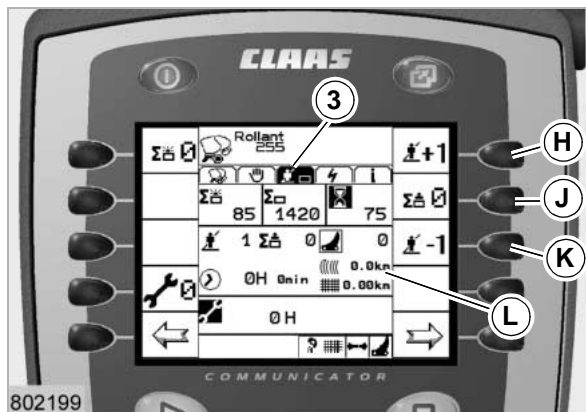 CLAAS
3
H
J
K
L
Σ 0
Rollant
255
+1
i
Σ
85
Σ
1420
75
Σ 0
1 Σ 0 0
-1
0H 0min
0.0km
0.00km
0
0H
COMMUNICATOR
802199